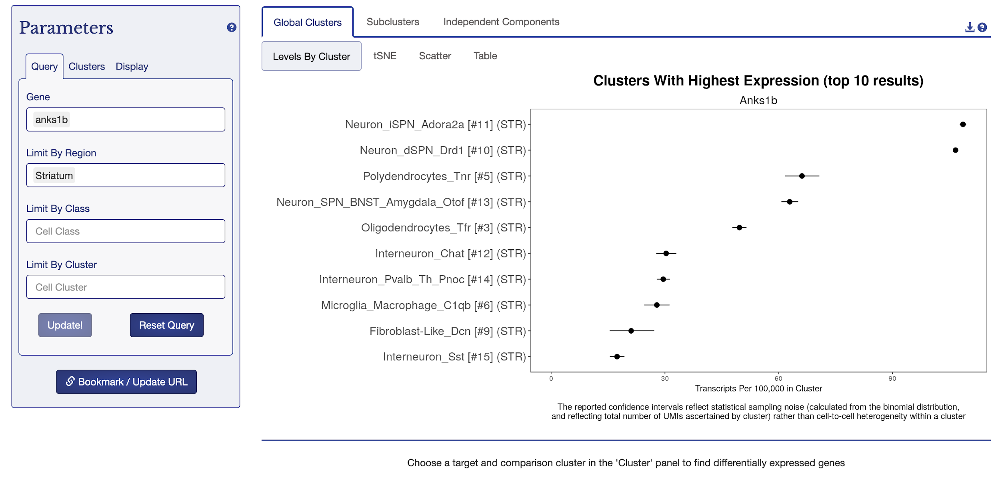 Parameters
Query Clusters Display
Gene
anks1b
Limit By Region
Striatum
Limit By Class
Cell Class
Limit By Cluster
Cell Cluster
Update! Reset Query
Bookmark / Update URL
Global Clusters Subclusters Independent Components
Levels By Cluster tSNE Scatter Table
Clusters With Highest Expression (top 10 results)
Anks1b
Neuron_iSPN_Adora2a [#11] (STR)
Neuron_dSPN_Drd1 [#10] (STR)
Polydendrocytes_Tnr [#5] (STR)
Neuron_SPN_BNST_Amygdala_Otof [#13] (STR)
Oligodendrocytes_Tfr [#3] (STR)
Interneuron_Chat [#12] (STR)
Interneuron_Pvalb_Th_Pnoc [#14] (STR)
Microglia_Macrophage_C1qb [#6] (STR)
Fibroblast-Like_Dcn [#9] (STR)
Interneuron_Sst [#15] (STR)
0 30 60 90
Transcripts Per 100,000 in Cluster
The reported confidence intervals reflect statistical sampling noise (calculated from the binomial distribution,
and reflecting total number of UMIs ascertained by cluster) rather than cell-to-cell heterogeneity within a cluster
Choose a target and comparison cluster in the 'Cluster' panel to find differentially expressed genes